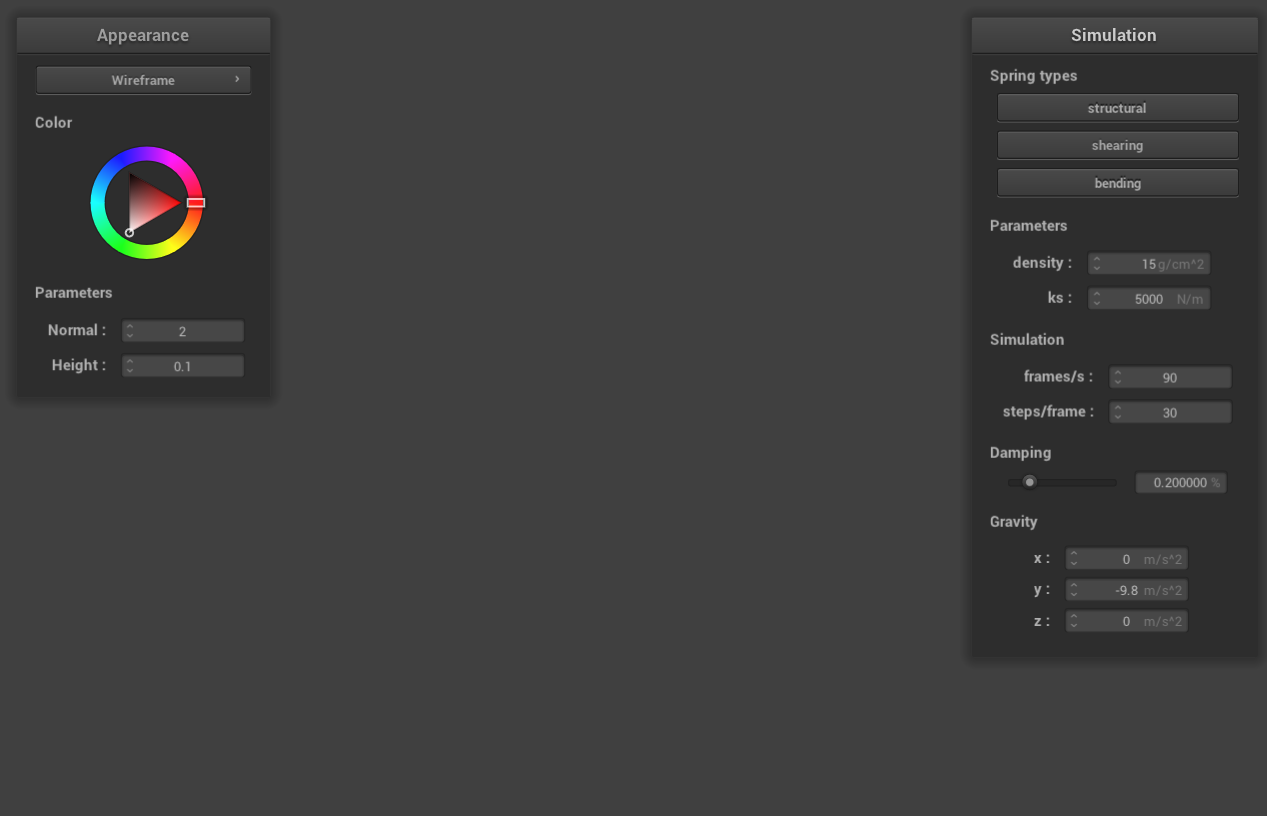 Appearance
Wireframe ›
Color
Parameters
Normal : 2
Height : 0.1
Simulation
Spring types
structural
shearing
bending
Parameters
density : 15 g/cm^2
ks : 5000 N/m
Simulation
frames/s : 90
steps/frame : 30
Damping
0.200000 %
Gravity
x : 0 m/s^2
y : -9.8 m/s^2
z : 0 m/s^2